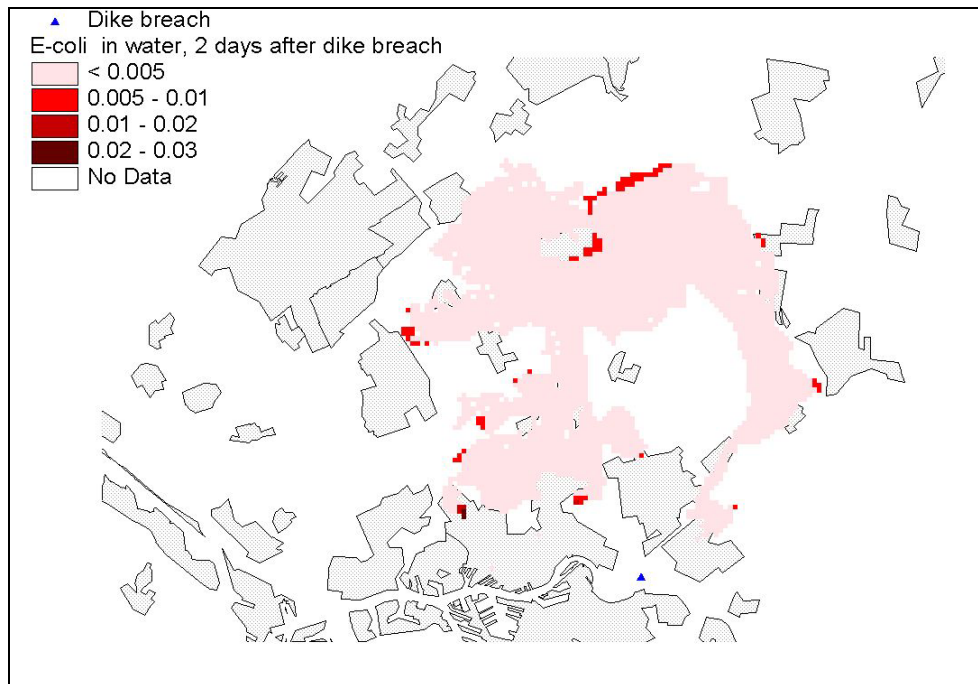 Dike breach
E-coli in water, 2 days after dike breach
< 0.005
0.005 - 0.01
0.01 - 0.02
0.02 - 0.03
No Data